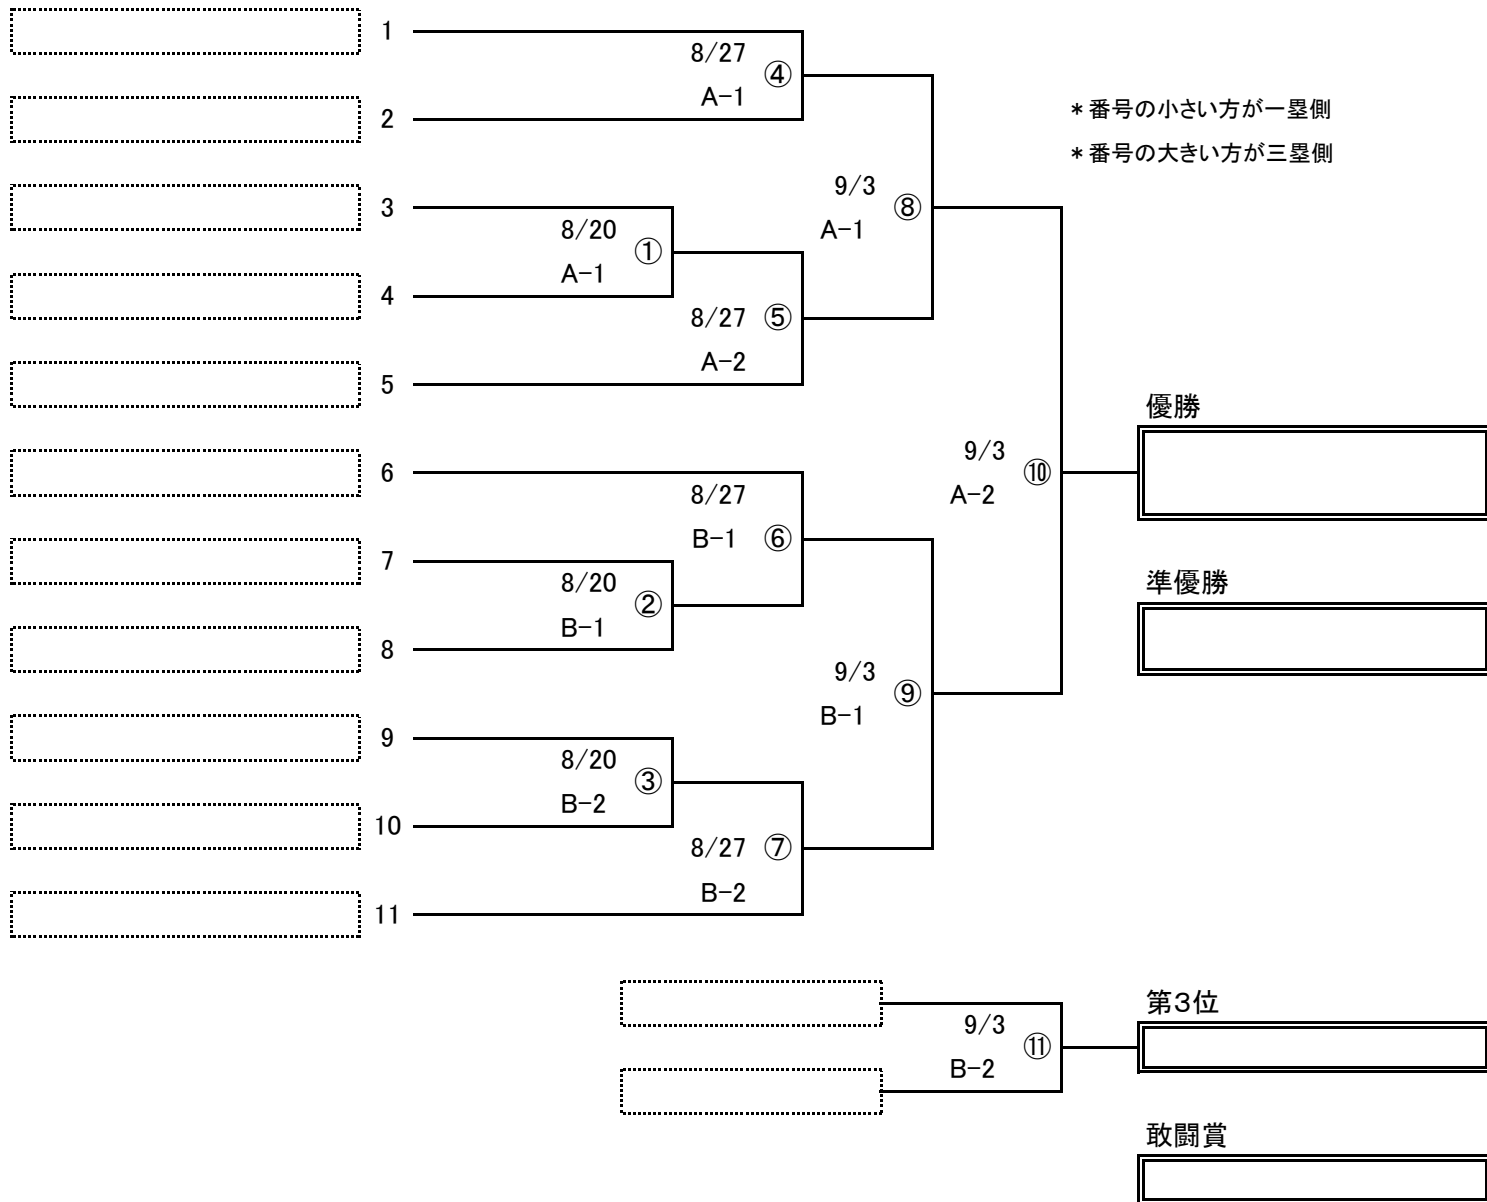 1
8/27
④
A-1
2
*番号の小さい方が一塁側
*番号の大きい方が三塁側
3
8/20
①
A-1
9/3
⑧
A-1
4
8/27
⑤
A-2
5
優勝
6
8/27
B-1
⑥
9/3
⑩
A-2
7
8/20
②
B-1
準優勝
8
9/3
⑨
B-1
9
8/20
③
B-2
10
8/27
⑦
B-2
11
第3位
9/3
⑪
B-2
敢闘賞